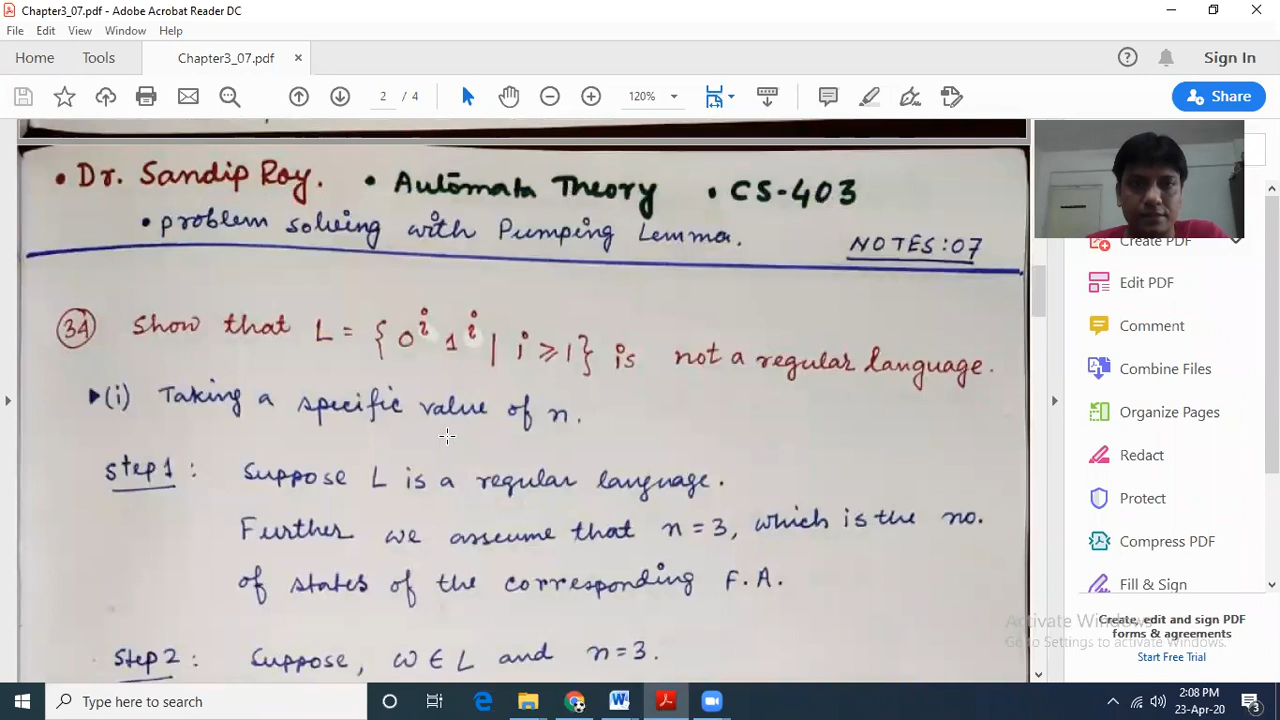 Chapter3_07.pdf - Adobe Acrobat Reader DC
File Edit View Window Help
Home Tools Chapter3_07.pdf × Sign In
2 / 4 120% Share
• Dr. Sandip Roy. • Automata Theory • CS-403
• problem solving with Pumping Lemma. NOTES:07
34 Show that L = { 0^i 1^i | i ⩾ 1} is not a regular language.
▸(i) Taking a specific value of n.
Step1: Suppose L is a regular language.
Further we asseume that n = 3, which is the no.
of states of the corresponding F.A.
Step2: Suppose, ω ∈ L and n=3.
Create PDF
Edit PDF
Comment
Combine Files
Organize Pages
Redact
Protect
Compress PDF
Fill & Sign
Activate Windows
Go to Settings to activate Windows.
Create, edit and sign PDF
forms & agreements
Start Free Trial
Type here to search
2:08 PM
23-Apr-20
3